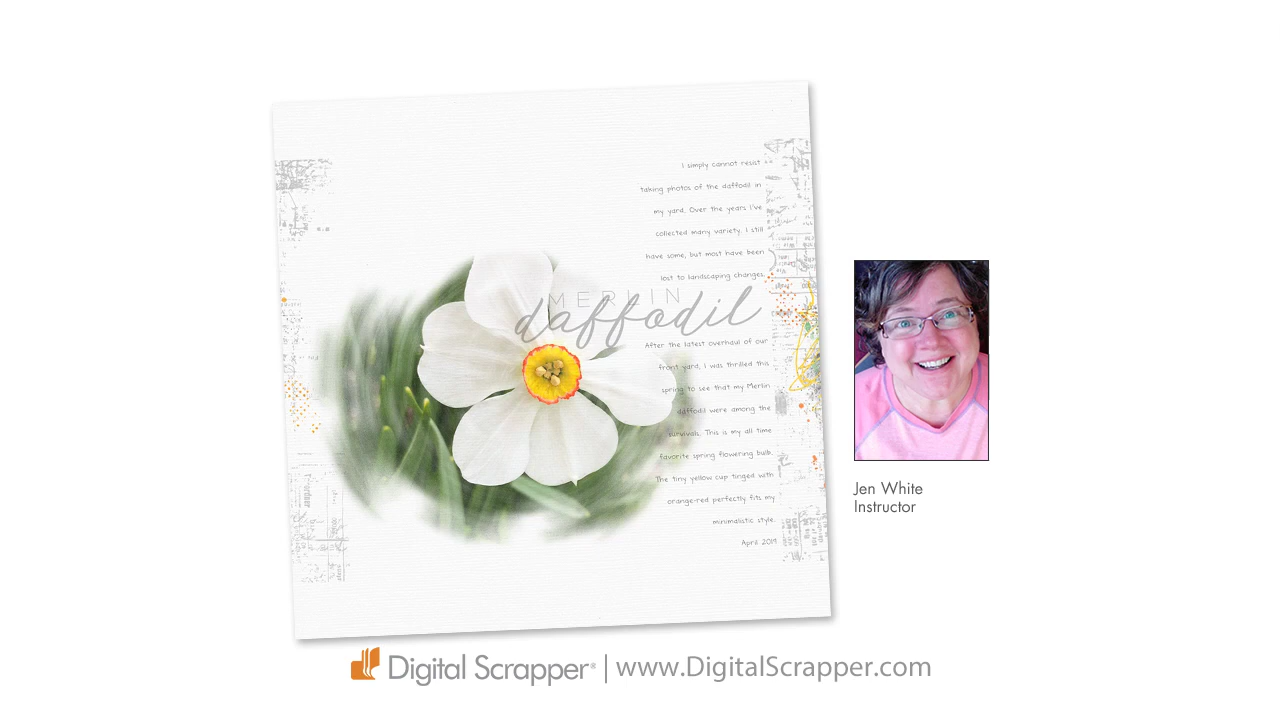 I simply cannot resist
taking photos of the daffodil in
my yard. Over the years I've
collected many variety. I still
have some, but most have been
lost to landscaping changes.
MERLIN
daffodil
After the latest overhaul of our
front yard, I was thrilled this
spring to see that my Merlin
daffodil were among the
survivals. This is my all time
favorite spring flowering bulb.
The tiny yellow cup tinged with
orange-red perfectly fits my
minimalistic style.
April 2019
Jen White
Instructor
Digital Scrapper® | www.DigitalScrapper.com